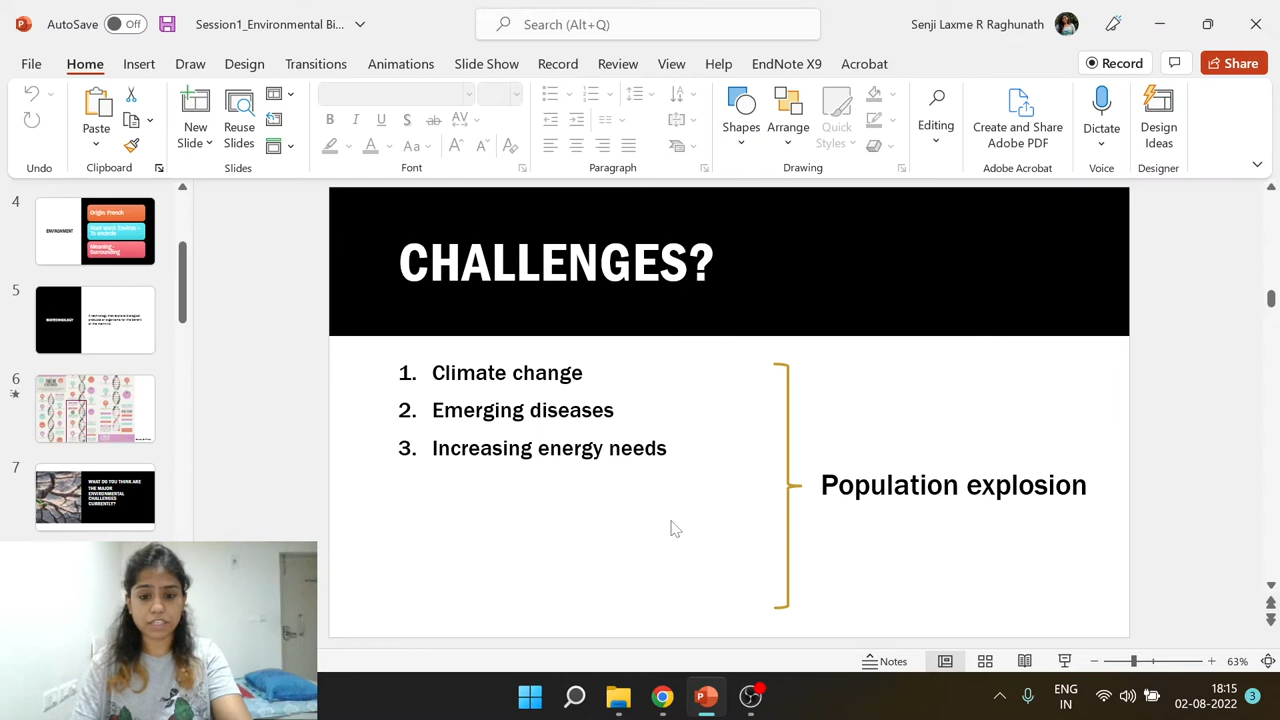 AutoSave
Off
Session1_Environmental Bi...
Search (Alt+Q)
Senji Laxme R Raghunath
File
Home
Insert
Draw
Design
Transitions
Animations
Slide Show
Record
Review
View
Help
EndNote X9
Acrobat
Record
Share
Paste
New
Slide
Reuse
Slides
Shapes
Arrange
Quick
Styles
Editing
Create and Share
Adobe PDF
Dictate
Design
Ideas
Undo
Clipboard
Slides
Font
Paragraph
Drawing
Adobe Acrobat
Voice
Designer
4
ENVIRONMENT
Origin: French
Meaning -
Surrounding
5
BIOTECHNOLOGY
6
7
WHAT DO YOU THINK ARE
THE MAJOR
ENVIRONMENTAL
CHALLENGES
CURRENTLY?
CHALLENGES?
1. Climate change
2. Emerging diseases
3. Increasing energy needs
Population explosion
Notes
63%
ENG
IN
18:15
02-08-2022
3